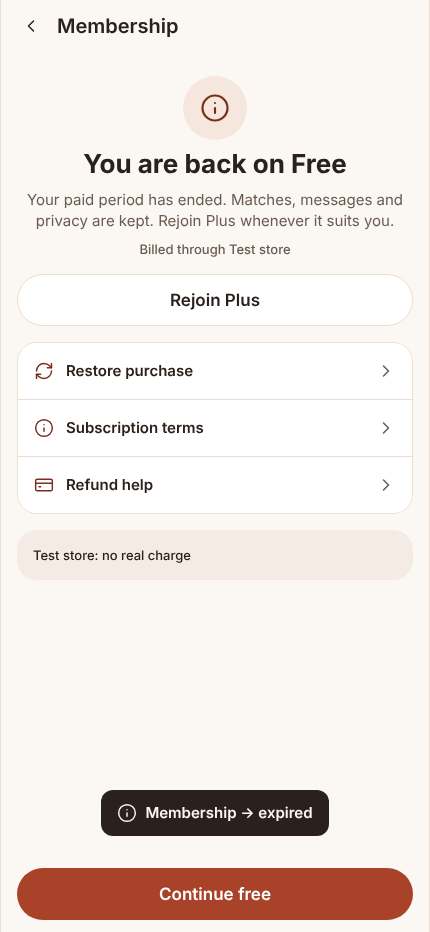 Membership
You are back on Free
Your paid period has ended. Matches, messages and
privacy are kept. Rejoin Plus whenever it suits you.
Billed through Test store
Rejoin Plus
Restore purchase
Subscription terms
Refund help
Test store: no real charge
Membership → expired
Continue free